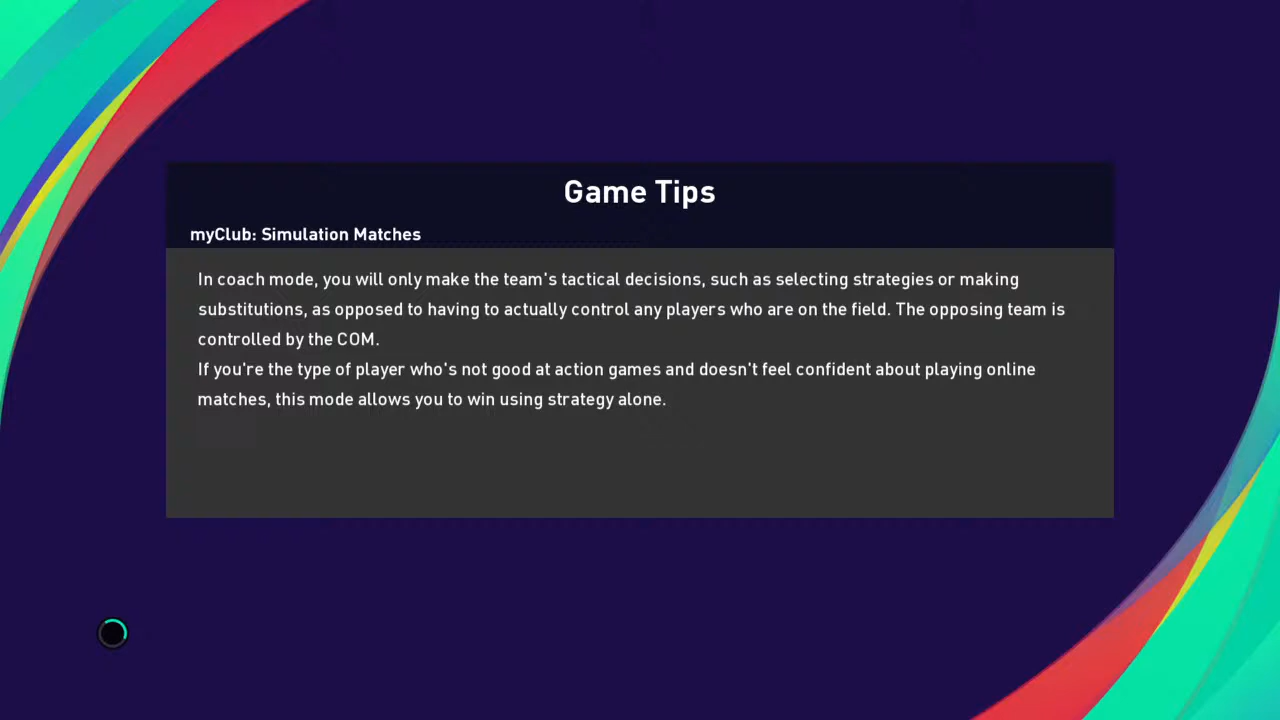 Game Tips
myClub: Simulation Matches
In coach mode, you will only make the team's tactical decisions, such as selecting strategies or making
substitutions, as opposed to having to actually control any players who are on the field. The opposing team is
controlled by the COM.
If you're the type of player who's not good at action games and doesn't feel confident about playing online
matches, this mode allows you to win using strategy alone.